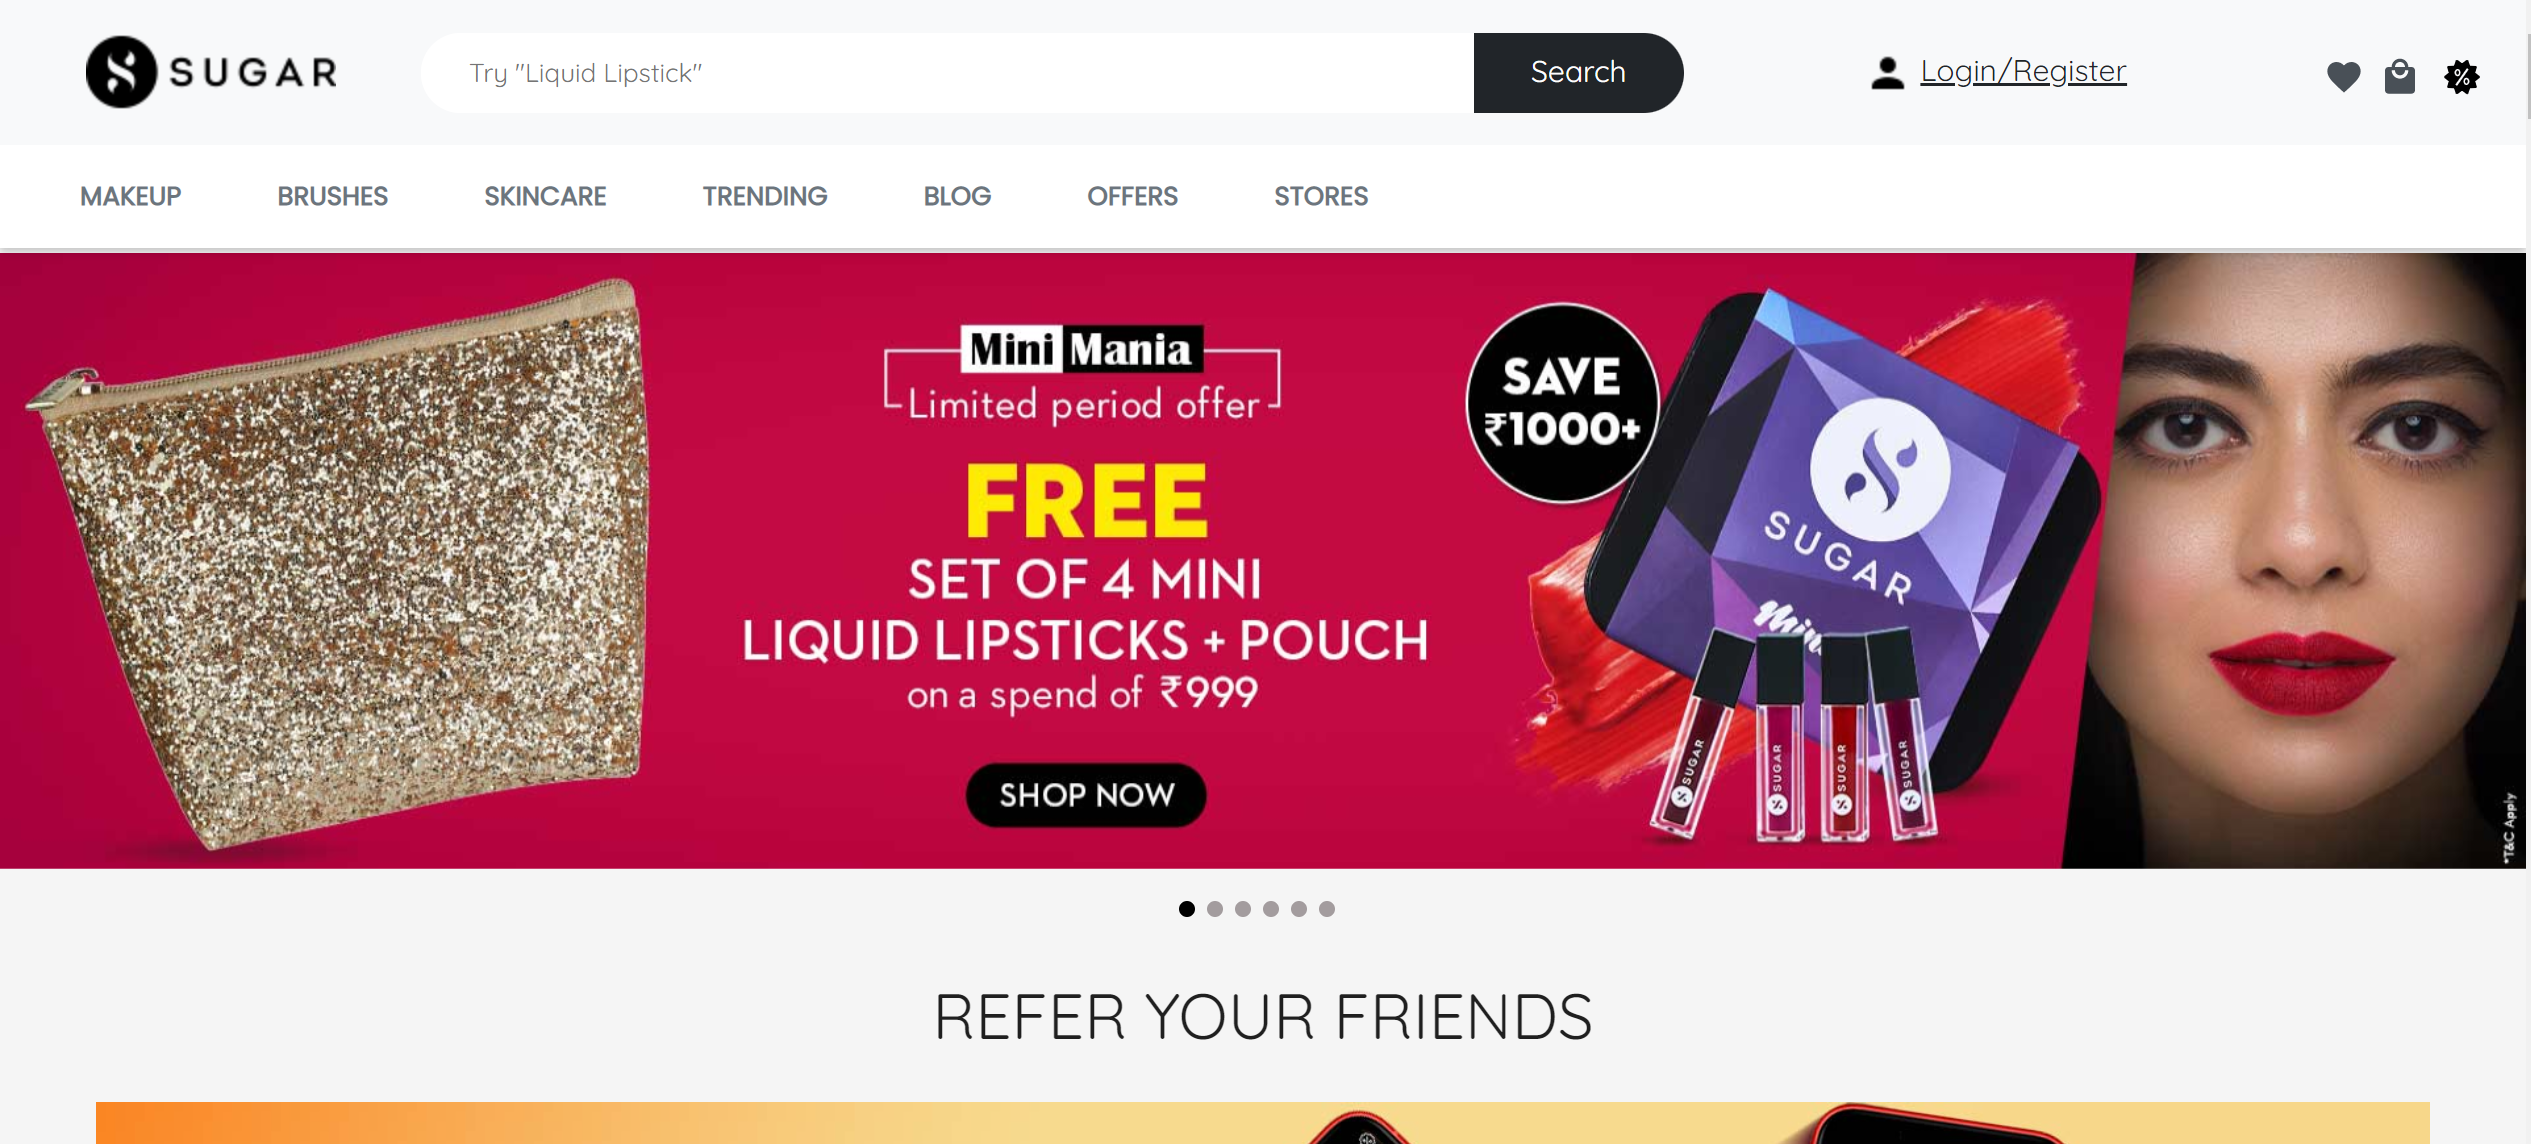 SUGAR
Try "Liquid Lipstick"
Search
Login/Register
MAKEUP
BRUSHES
SKINCARE
TRENDING
BLOG
OFFERS
STORES
Mini Mania
Limited period offer
FREE
SET OF 4 MINI
LIQUID LIPSTICKS + POUCH
on a spend of ₹999
SHOP NOW
SAVE
₹1000+
SUGAR
SUGAR
SUGAR
SUGAR
SUGAR
*T&C Apply
REFER YOUR FRIENDS